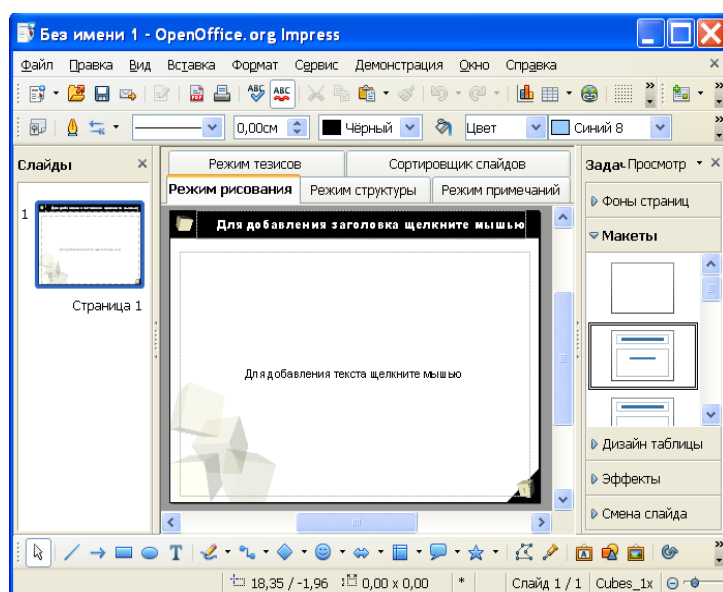 Без имени 1 - OpenOffice.org Impress
Файл Правка Вид Вставка Формат Сервис Демонстрация Окно Справка
ABC ABC
0,00см Чёрный Цвет Синий 8
Слайды
Режим тезисов Сортировщик слайдов
Режим рисования Режим структуры Режим примечаний
Задач Просмотр
Фоны страниц
Макеты
1
Страница 1
Для добавления заголовка щелкните мышью
Для добавления текста щелкните мышью
Дизайн таблицы
Эффекты
Смена слайда
T
18,35 / -1,96 0,00 x 0,00 * Слайд 1 / 1 Cubes_1x